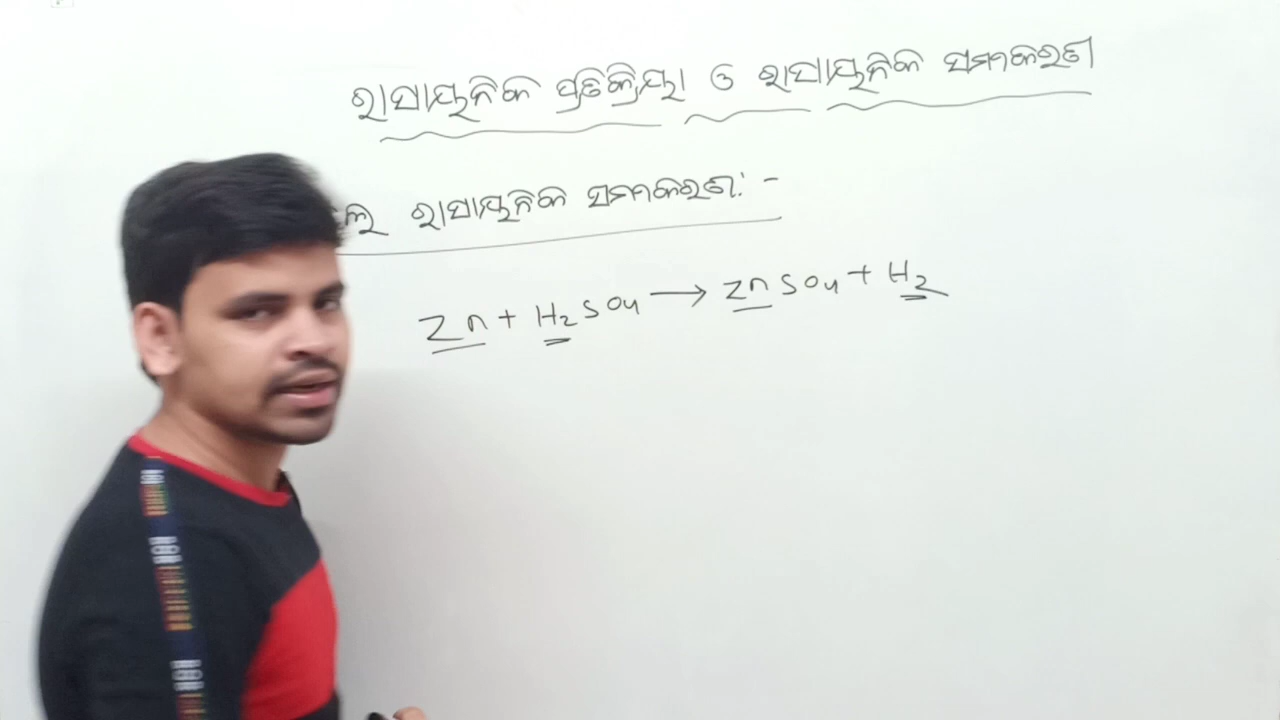 ରାସାୟନିକ ପ୍ରତିକ୍ରିୟା ଓ ରାସାୟନିକ ସମୀକରଣ
ରାସାୟନିକ ସମୀକରଣ: -
Zn + H₂SO₄ → ZnSO₄ + H₂